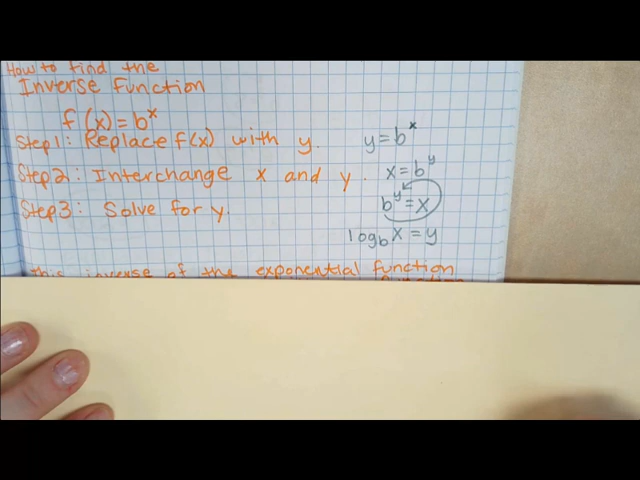 How to find the
Inverse Function
f(x) = b^x
Step 1: Replace f(x) with y. y = b^x
Step 2: Interchange x and y. x = b^y
Step 3: Solve for y. b^y = x
log_b x = y
this inverse of the exponential function